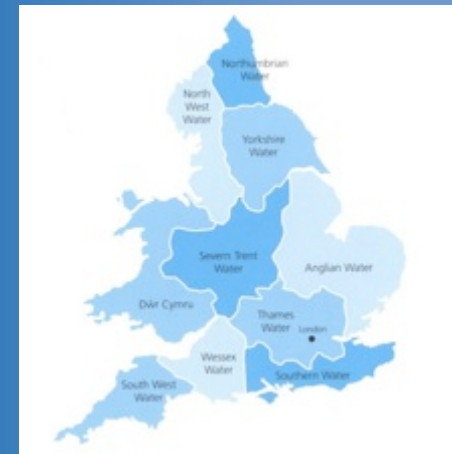 Northumbrian
Water
North
West
Water
Yorkshire
Water
Severn Trent
Water
Anglian Water
Dŵr Cymru
Thames
Water
London
Wessex
Water
Southern Water
South West
Water